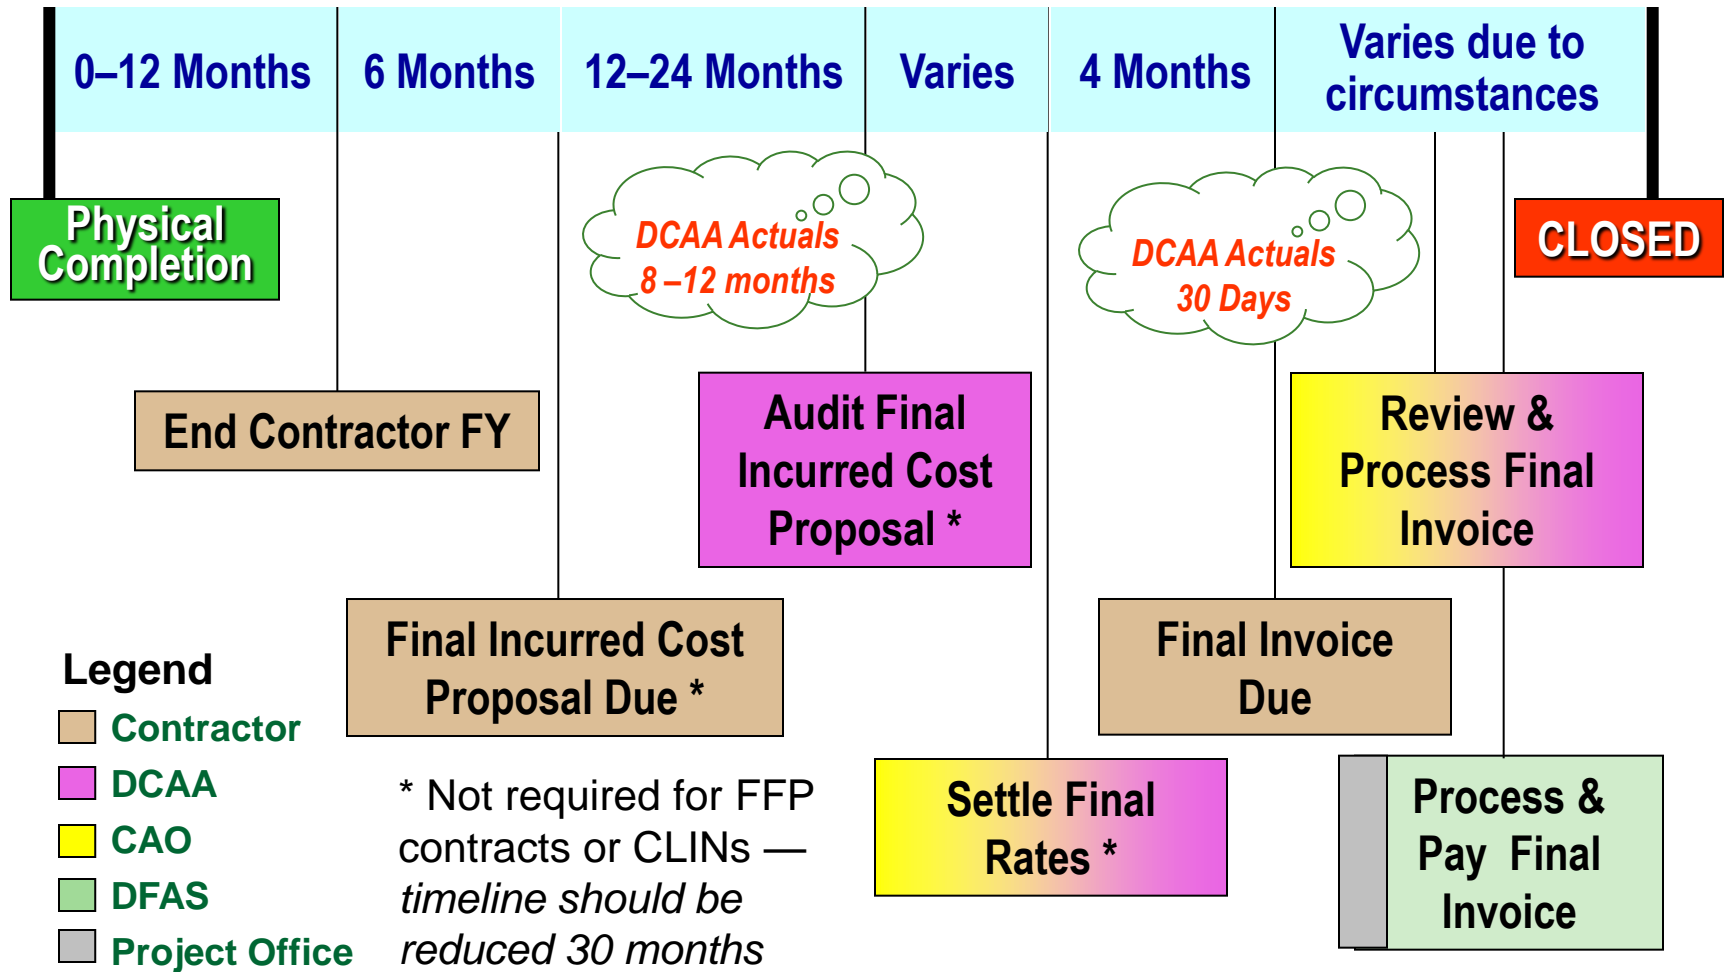 0–12 Months
6 Months
12–24 Months
Varies
4 Months
Varies due to
circumstances
Physical
Completion
DCAA Actuals
8 –12 months
DCAA Actuals
30 Days
CLOSED
End Contractor FY
Audit Final
Incurred Cost
Proposal *
Review &
Process Final
Invoice
Final Incurred Cost
Proposal Due *
Final Invoice
Due
Settle Final
Rates *
Process &
Pay Final
Invoice
Legend
Contractor
DCAA
CAO
DFAS
Project Office
* Not required for FFP
contracts or CLINs —
timeline should be
reduced 30 months